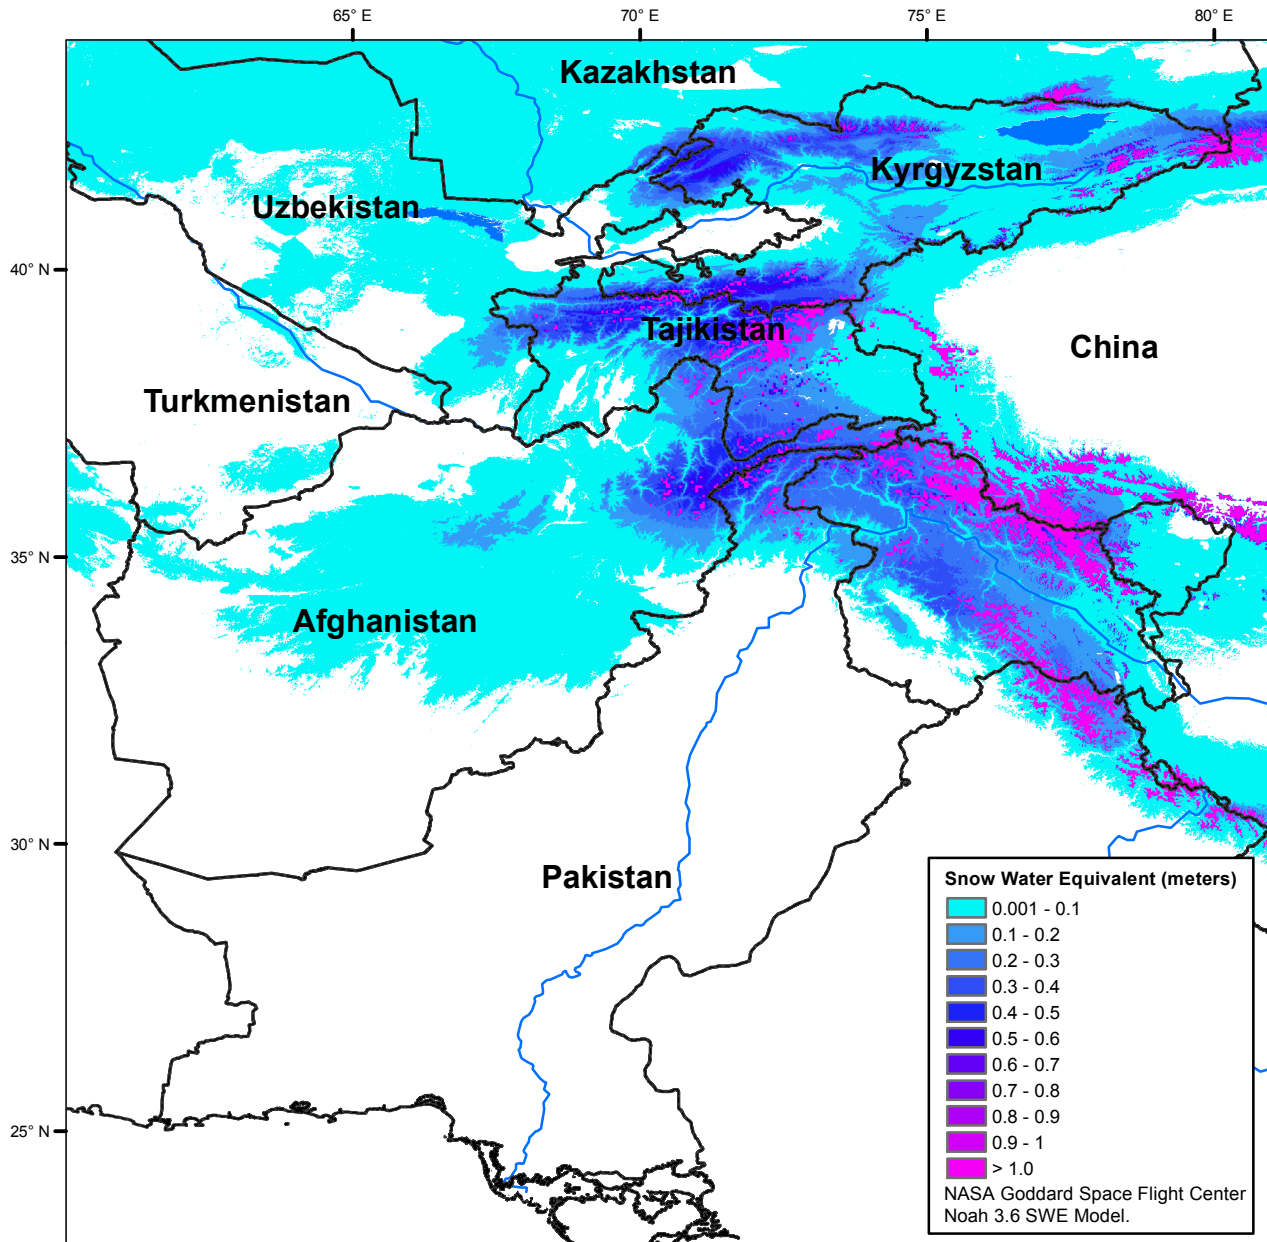 65° E
70° E
75° E
80° E
Kazakhstan
Kyrgyzstan
Uzbekistan
40° N
Tajikistan
China
Turkmenistan
35° N
Afghanistan
30° N
Pakistan
25° N
Snow Water Equivalent (meters)
0.001 - 0.1
0.1 - 0.2
0.2 - 0.3
0.3 - 0.4
0.4 - 0.5
0.5 - 0.6
0.6 - 0.7
0.7 - 0.8
0.8 - 0.9
0.9 - 1
> 1.0
NASA Goddard Space Flight Center
Noah 3.6 SWE Model.